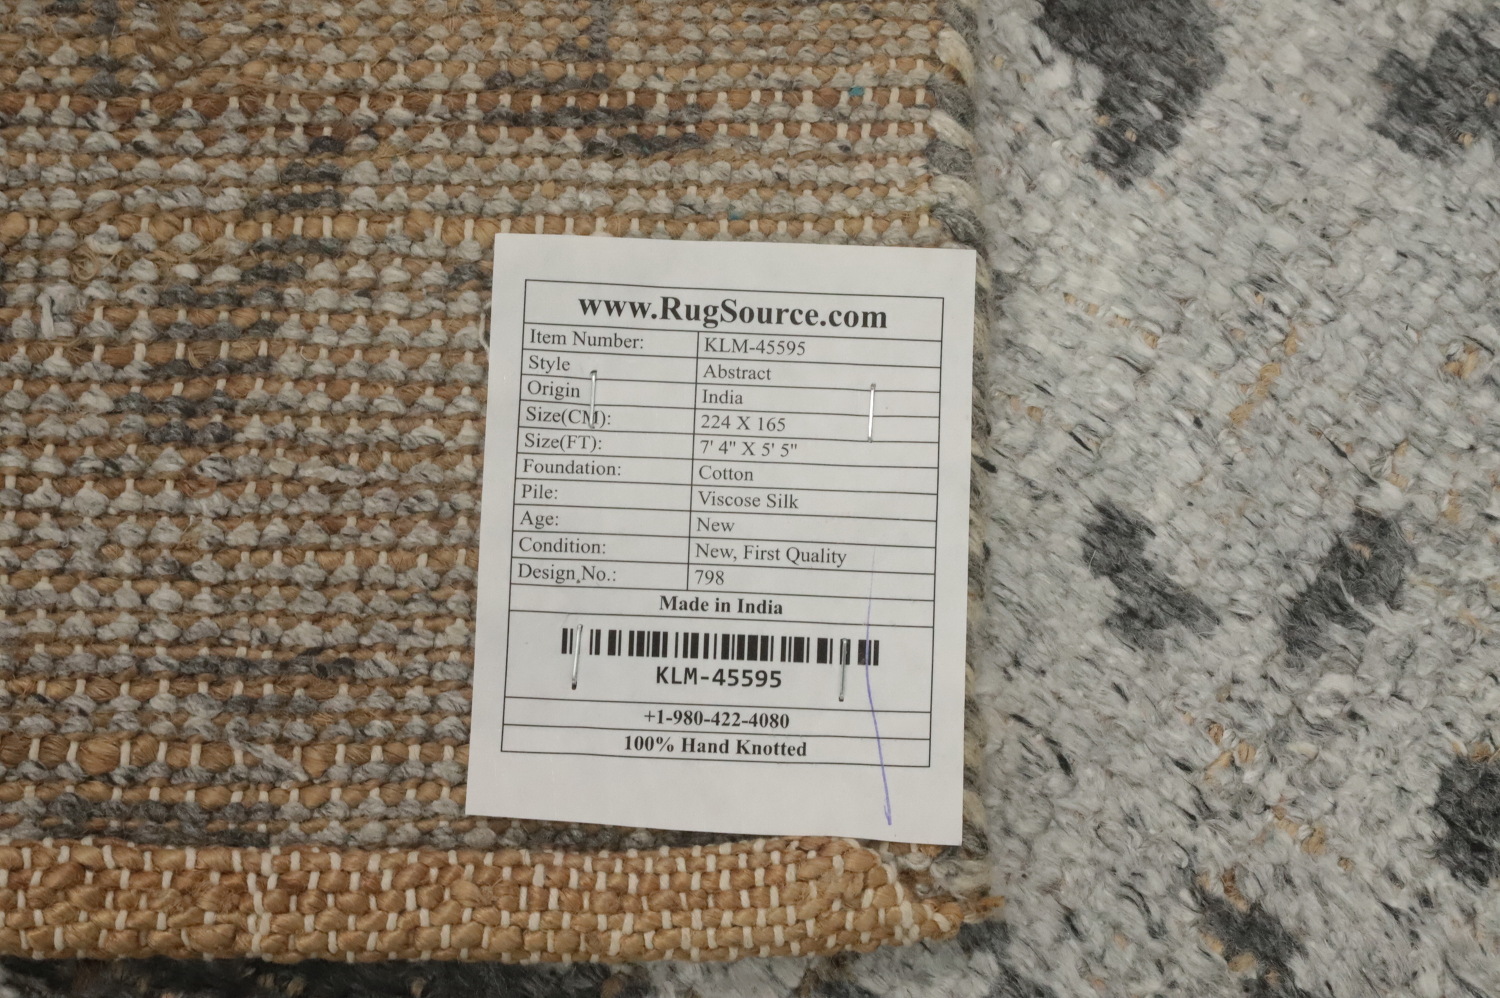 www.RugSource.com
Item Number: KLM-45595
Style Abstract
Origin India
Size(CM): 224 X 165
Size(FT): 7' 4" X 5' 5"
Foundation: Cotton
Pile: Viscose Silk
Age: New
Condition: New, First Quality
Design No.: 798
Made in India
KLM-45595
+1-980-422-4080
100% Hand Knotted